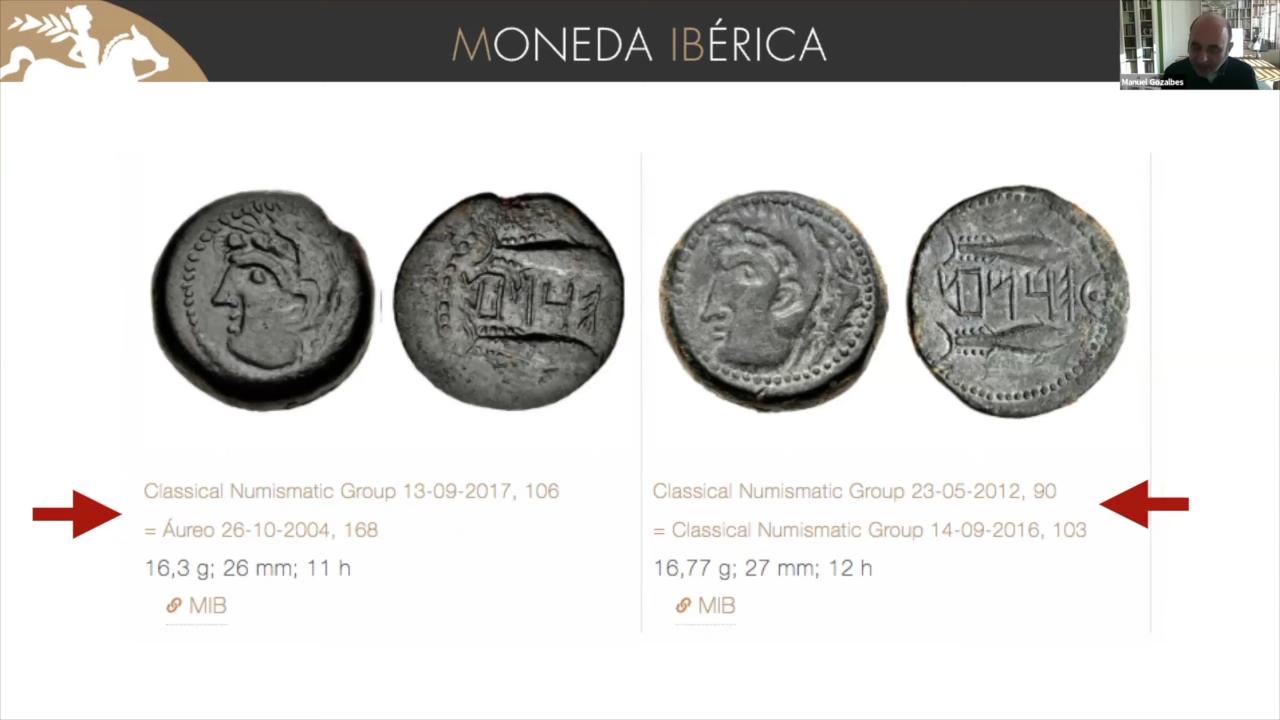 MONEDA IBÉRICA
Manuel Gozalbes
Classical Numismatic Group 13-09-2017, 106
= Áureo 26-10-2004, 168
16,3 g; 26 mm; 11 h
MIB
Classical Numismatic Group 23-05-2012, 90
= Classical Numismatic Group 14-09-2016, 103
16,77 g; 27 mm; 12 h
MIB